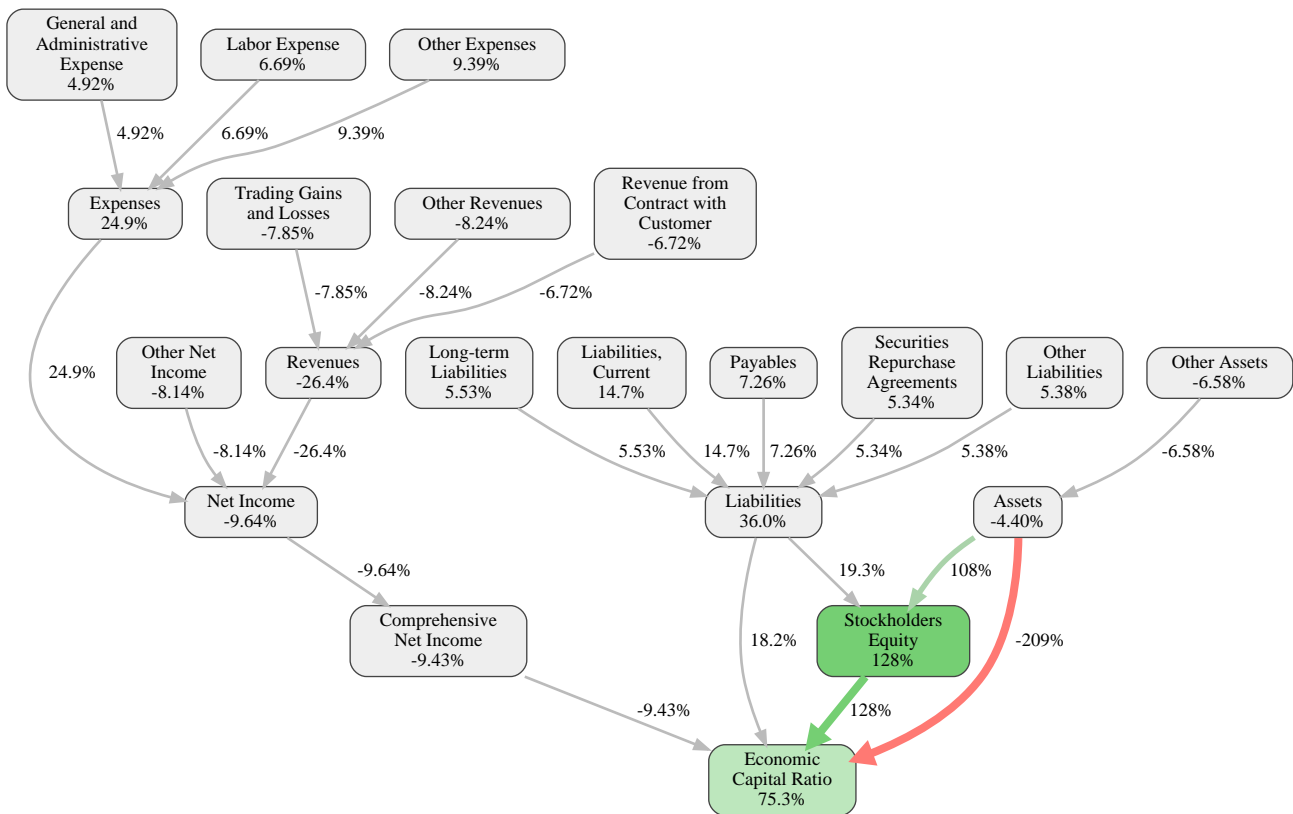 General and
Administrative
Expense
4.92%
Labor Expense
6.69%
Other Expenses
9.39%
4.92%
6.69%
9.39%
Expenses
24.9%
Trading Gains
and Losses
-7.85%
Other Revenues
-8.24%
Revenue from
Contract with
Customer
-6.72%
-7.85%
-8.24%
-6.72%
24.9%
Other Net
Income
-8.14%
Revenues
-26.4%
Long-term
Liabilities
5.53%
Liabilities,
Current
14.7%
Payables
7.26%
Securities
Repurchase
Agreements
5.34%
Other
Liabilities
5.38%
Other Assets
-6.58%
-8.14%
-26.4%
5.53%
14.7%
7.26%
5.34%
5.38%
-6.58%
Net Income
-9.64%
Liabilities
36.0%
Assets
-4.40%
-9.64%
19.3%
108%
Comprehensive
Net Income
-9.43%
18.2%
Stockholders
Equity
128%
-209%
-9.43%
128%
Economic
Capital Ratio
75.3%